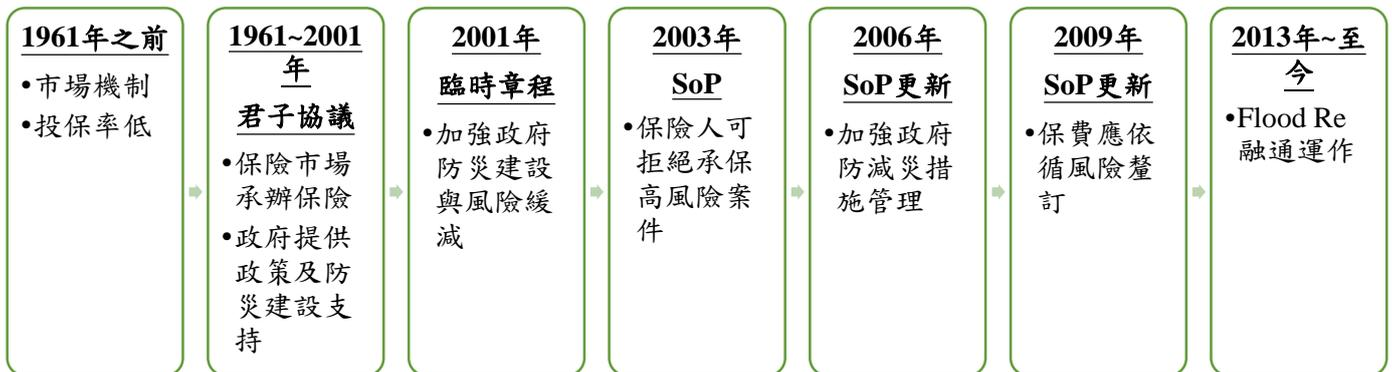 1961年之前
•市場機制
•投保率低
1961~2001
年
君子協議
•保險市場
承辦保險
•政府提供
政策及防
災建設支
持
2001年
臨時章程
•加強政府
防災建設
與風險緩
減
2003年
SoP
•保險人可
拒絕承保
高風險案
件
2006年
SoP更新
•加強政府
防減災措
施管理
2009年
SoP更新
•保費應依
循風險釐
訂
2013年~至
今
•Flood Re
融通運作